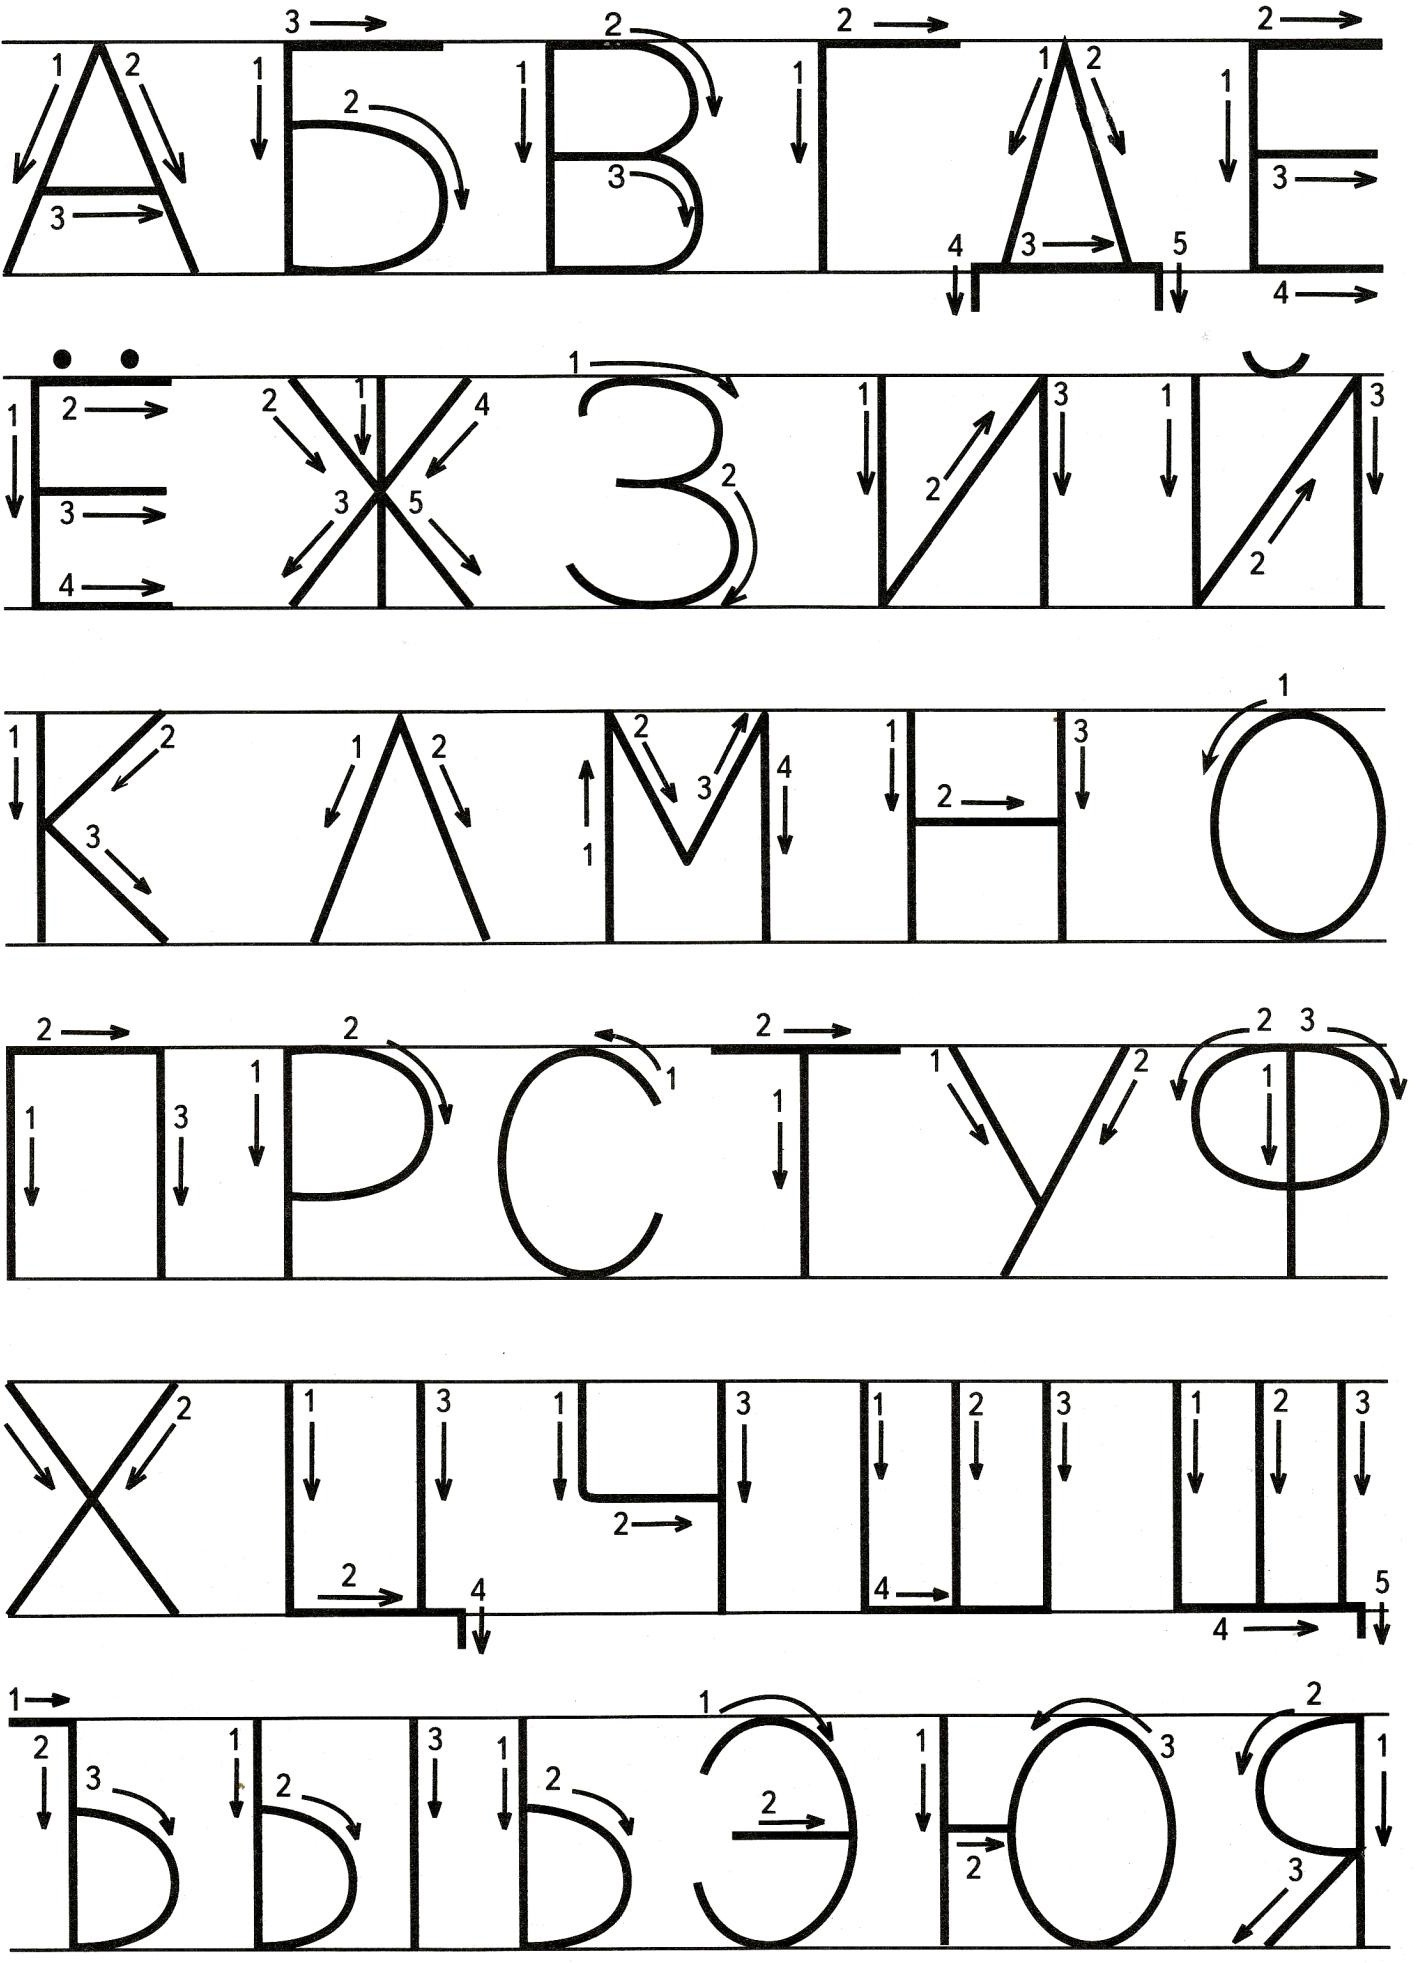 А Б В Г Д Е
Ё Ж З И Й
К Л М Н О
П Р С Т У Ф
Х Ц Ч Ш Щ
Ъ Ы Ь Э Ю Я